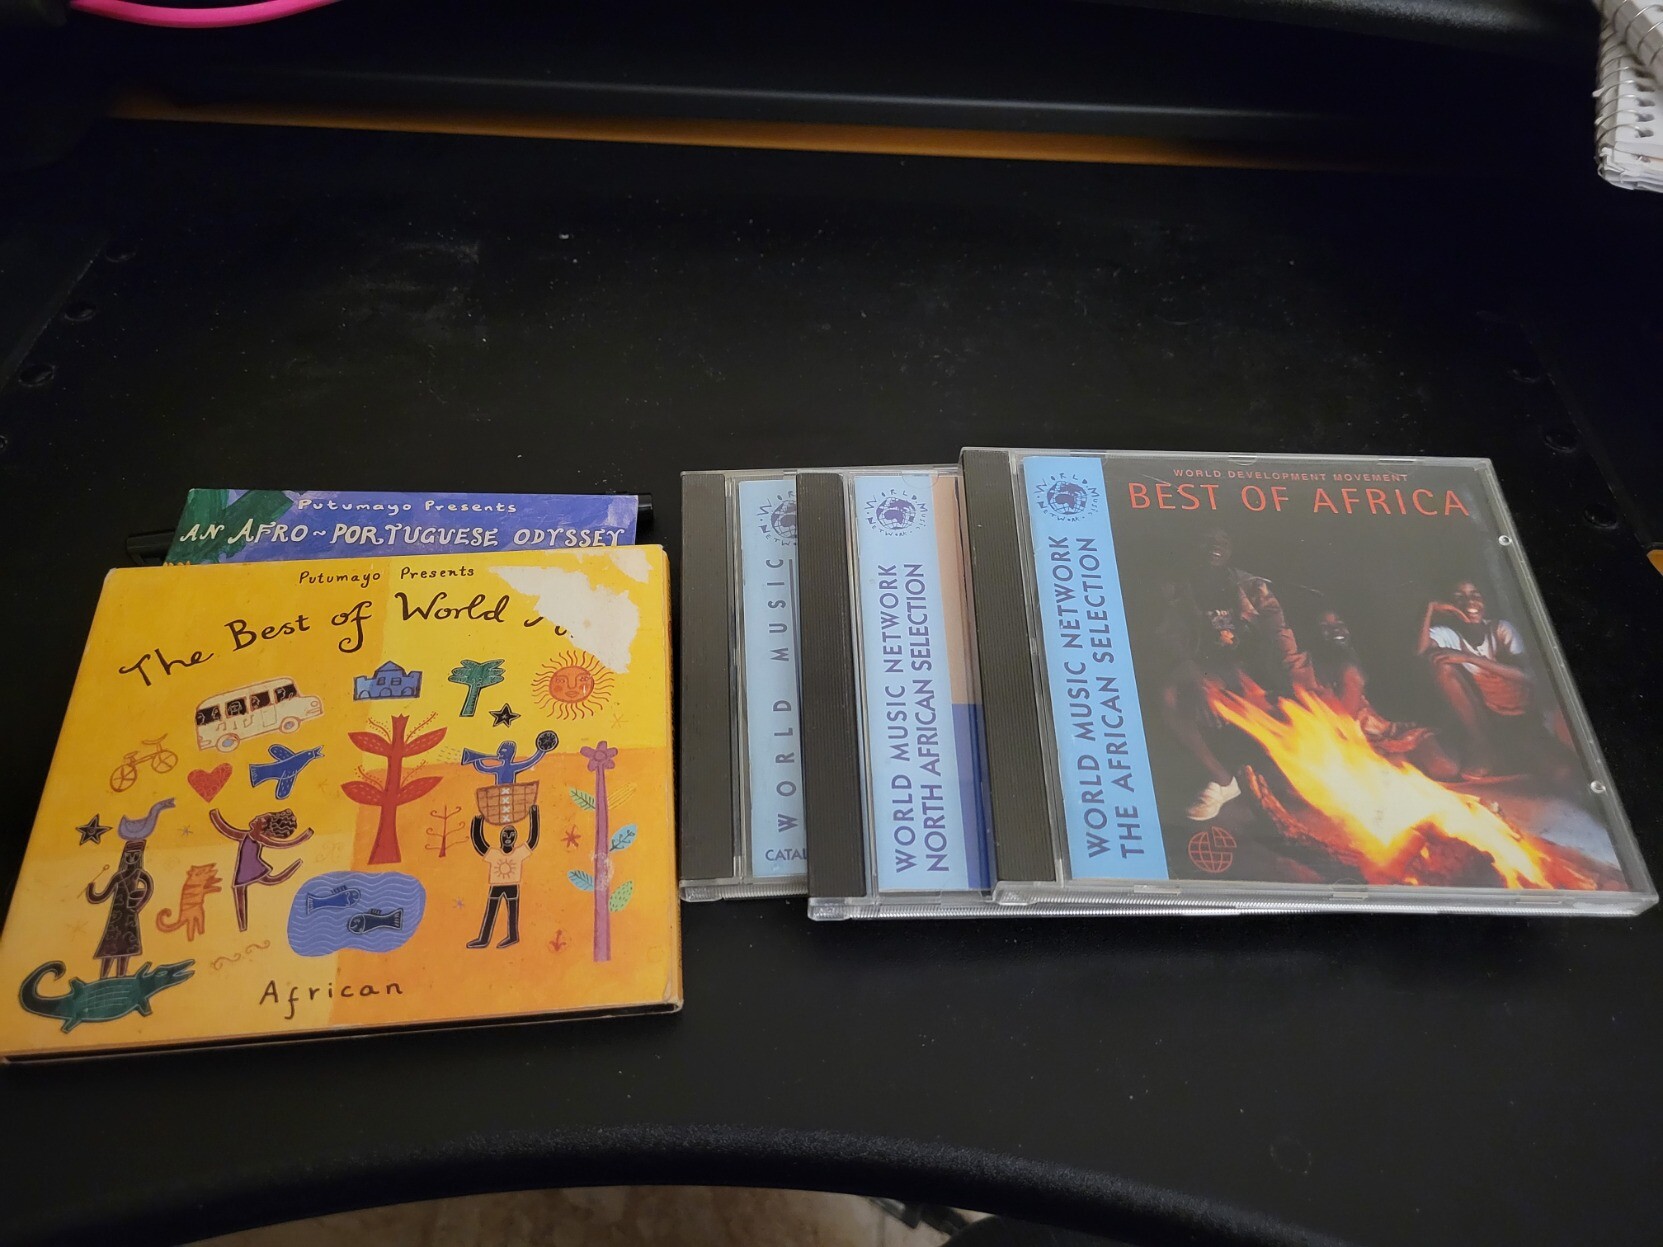 Putumayo Presents
AN AFRO~PORTUGUESE ODYSSEY
Putumayo Presents
The Best of World
African
WORLD MUSIC
WORLD MUSIC NETWORK
NORTH AFRICAN SELECTION
WORLD MUSIC NETWORK
THE AFRICAN SELECTION
WORLD DEVELOPMENT MOVEMENT
BEST OF AFRICA